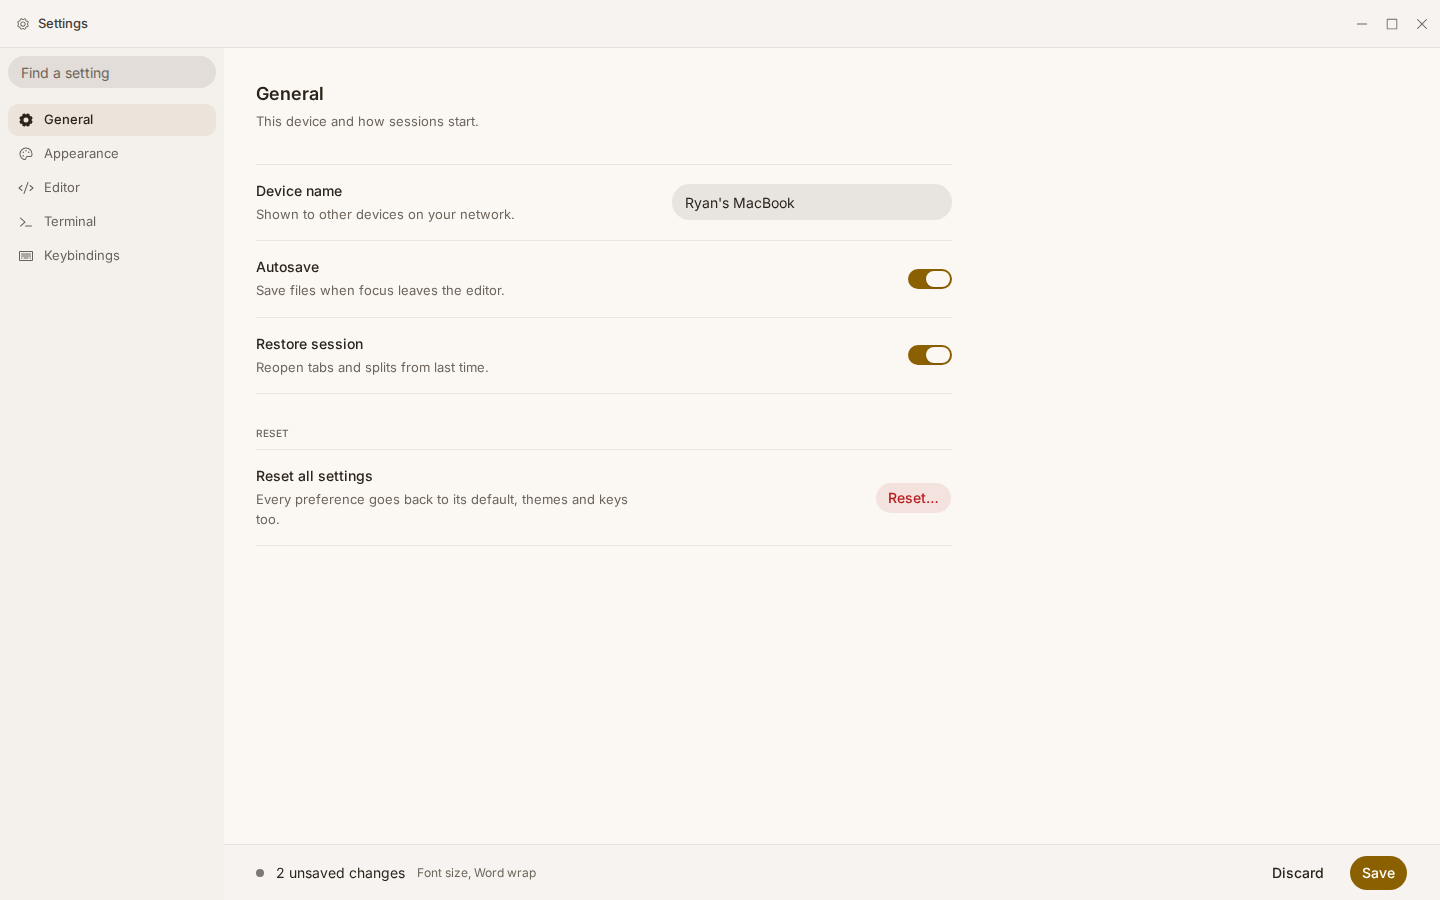 Settings
Find a setting
General
Appearance
Editor
Terminal
Keybindings
General
This device and how sessions start.
Device name
Shown to other devices on your network.
Ryan's MacBook
Autosave
Save files when focus leaves the editor.
Restore session
Reopen tabs and splits from last time.
RESET
Reset all settings
Every preference goes back to its default, themes and keys
too.
Reset...
2 unsaved changes Font size, Word wrap
Discard
Save